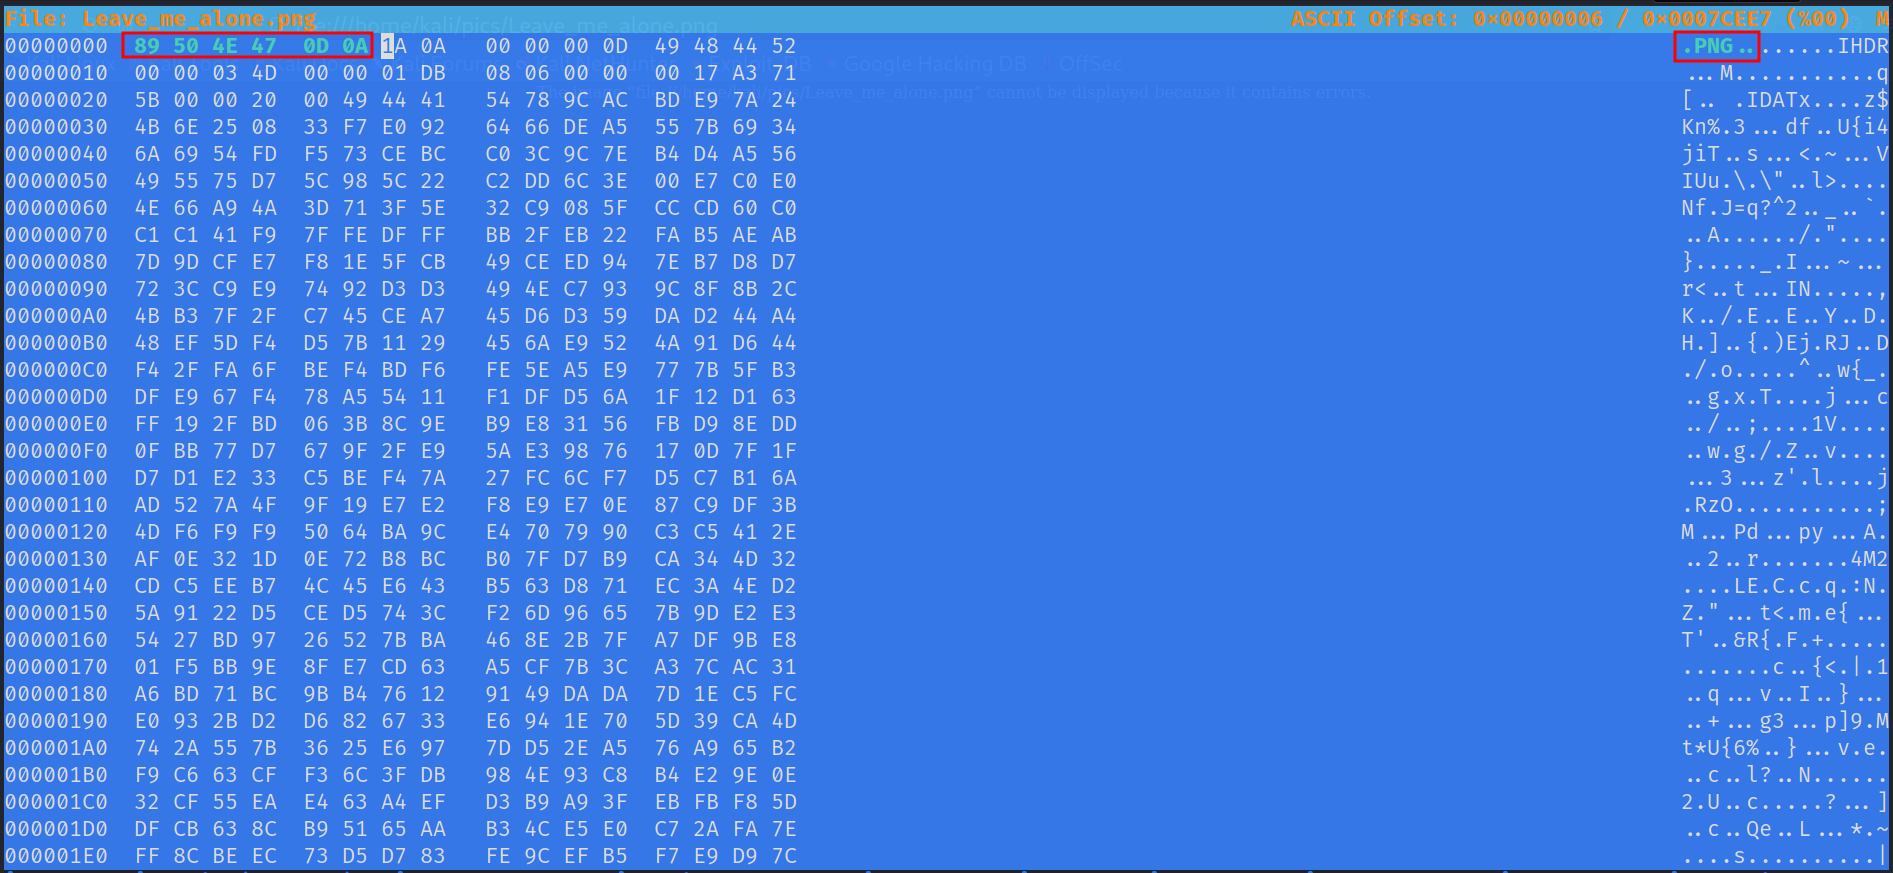 File: Leave_me_alone.png ASCII Offset: 0×00000006 / 0×0007CEE7 (%00) M
00000000 89 50 4E 47 0D 0A 1A 0A 00 00 00 0D 49 48 44 52 .PNG........IHDR
00000010 00 00 03 4D 00 00 01 DB 08 06 00 00 00 17 A3 71 ...M...........q
00000020 5B 00 00 20 00 49 44 41 54 78 9C AC BD E9 7A 24 [.. .IDATx....z$
00000030 4B 6E 25 08 33 F7 E0 92 64 66 DE A5 55 7B 69 34 Kn%.3...df..U{i4
00000040 6A 69 54 FD F5 73 CE BC C0 3C 9C 7E B4 D4 A5 56 jiT..s...<.~...V
00000050 49 55 75 D7 5C 98 5C 22 C2 DD 6C 3E 00 E7 C0 E0 IUu.\.\"..l>....
00000060 4E 66 A9 4A 3D 71 3F 5E 32 C9 08 5F CC CD 60 C0 Nf.J=q?^2.._..`.
00000070 C1 C1 41 F9 7F FE DF FF BB 2F EB 22 FA B5 AE AB ..A....../."....
00000080 7D 9D CF E7 F8 1E 5F CB 49 CE ED 94 7E B7 D8 D7 }....._.I...~...
00000090 72 3C C9 E9 74 92 D3 D3 49 4E C7 93 9C 8F 8B 2C r<..t...IN.....,
000000A0 4B B3 7F 2F C7 45 CE A7 45 D6 D3 59 DA D2 44 A4 K../.E..E..Y..D.
000000B0 48 EF 5D F4 D5 7B 11 29 45 6A E9 52 4A 91 D6 44 H.]..{.)Ej.RJ..D
000000C0 F4 2F FA 6F BE F4 BD F6 FE 5E A5 E9 77 7B 5F B3 ./.o.....^..w{_.
000000D0 DF E9 67 F4 78 A5 54 11 F1 DF D5 6A 1F 12 D1 63 ..g.x.T....j...c
000000E0 FF 19 2F BD 06 3B 8C 9E B9 E8 31 56 FB D9 8E DD ../..;....1V....
000000F0 0F BB 77 D7 67 9F 2F E9 5A E3 98 76 17 0D 7F 1F ..w.g./.Z..v....
00000100 D7 D1 E2 33 C5 BE F4 7A 27 FC 6C F7 D5 C7 B1 6A ...3...z'.l....j
00000110 AD 52 7A 4F 9F 19 E7 E2 F8 E9 E7 0E 87 C9 DF 3B .RzO...........;
00000120 4D F6 F9 F9 50 64 BA 9C E4 70 79 90 C3 C5 41 2E M...Pd...py...A.
00000130 AF 0E 32 1D 0E 72 B8 BC B0 7F D7 B9 CA 34 4D 32 ..2..r.......4M2
00000140 CD C5 EE B7 4C 45 E6 43 B5 63 D8 71 EC 3A 4E D2 ....LE.C.c.q.:N.
00000150 5A 91 22 D5 CE D5 74 3C F2 6D 96 65 7B 9D E2 E3 Z."...t<.m.e{...
00000160 54 27 BD 97 26 52 7B BA 46 8E 2B 7F A7 DF 9B E8 T'..&R{.F.+.....
00000170 01 F5 BB 9E 8F E7 CD 63 A5 CF 7B 3C A3 7C AC 31 .......c..{<.|.1
00000180 A6 BD 71 BC 9B B4 76 12 91 49 DA DA 7D 1E C5 FC ..q...v..I..}...
00000190 E0 93 2B D2 D6 82 67 33 E6 94 1E 70 5D 39 CA 4D ..+...g3...p]9.M
000001A0 74 2A 55 7B 36 25 E6 97 7D D5 2E A5 76 A9 65 B2 t*U{6%..}...v.e.
000001B0 F9 C6 63 CF F3 6C 3F DB 98 4E 93 C8 B4 E2 9E 0E ..c..l?..N......
000001C0 32 CF 55 EA E4 63 A4 EF D3 B9 A9 3F EB FB F8 5D 2.U..c.....?...]
000001D0 DF CB 63 8C B9 51 65 AA B3 4C E5 E0 C7 2A FA 7E ..c..Qe..L...*.~
000001E0 FF 8C BE EC 73 D5 D7 83 FE 9C EF B5 F7 E9 D9 7C ....s..........|